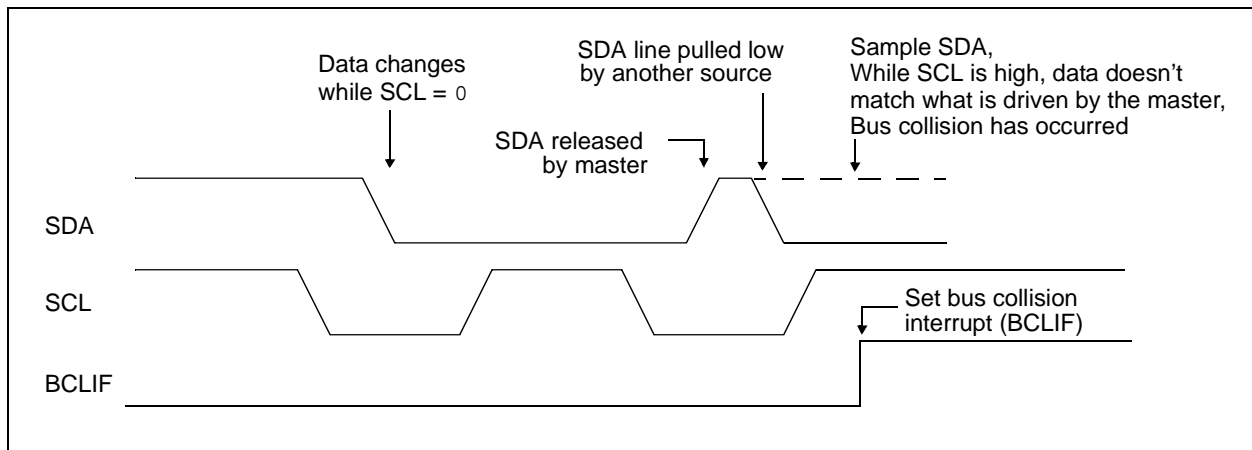 Data changes
while SCL = 0
SDA line pulled low
by another source
SDA released
by master
Sample SDA,
While SCL is high, data doesn't
match what is driven by the master,
Bus collision has occurred
SDA
SCL
Set bus collision
interrupt (BCLIF)
BCLIF